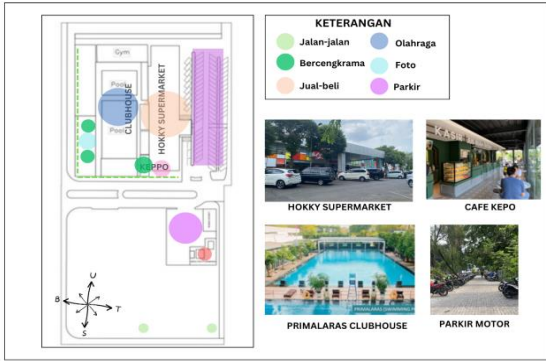 KETERANGAN
Jalan-jalan
Olahraga
Bercengkrama
Foto
Jual-beli
Parkir
Gym
Pool
Pool
CLUBHOUSE
HOKKY SUPERMARKET
KEPPO
U
B
T
S
HOKKY SUPERMARKET
CAFE KEPO
PRIMALARAS CLUBHOUSE
PARKIR MOTOR